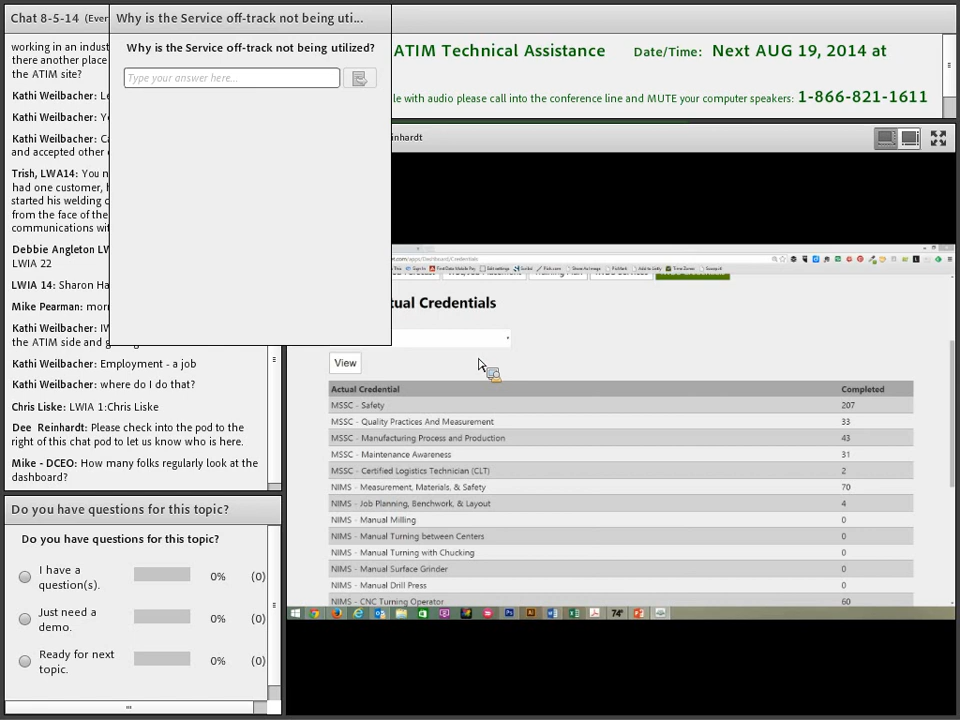 Chat 8-5-14 (Ever
working in an indust
there another place
the ATIM site?
Kathi Weilbacher: Le
Kathi Weilbacher: Yo
Kathi Weilbacher: Ca
and accepted other
Trish, LWA14: You n
had one customer, h
started his welding c
from the face of the
communications wit
Debbie Angleton LW
LWIA 22
LWIA 14: Sharon Ha
Mike Pearman: morn
Kathi Weilbacher: IW
the ATIM side and g
Kathi Weilbacher: Employment - a job
Kathi Weilbacher: where do I do that?
Chris Liske: LWIA 1:Chris Liske
Dee Reinhardt: Please check into the pod to the
right of this chat pod to let us know who is here.
Mike - DCEO: How many folks regularly look at the
dashboard?
Why is the Service off-track not being uti...
Why is the Service off-track not being utilized?
Type your answer here...
ATIM Technical Assistance Date/Time: Next AUG 19, 2014 at
le with audio please call into the conference line and MUTE your computer speakers: 1-866-821-1611
inhardt
tual Credentials
View
Actual Credential Completed
MSSC - Safety 207
MSSC - Quality Practices And Measurement 33
MSSC - Manufacturing Process and Production 43
MSSC - Maintenance Awareness 31
MSSC - Certified Logistics Technician (CLT) 2
NIMS - Measurement, Materials, & Safety 70
NIMS - Job Planning, Benchwork, & Layout 4
NIMS - Manual Milling 0
NIMS - Manual Turning between Centers 0
NIMS - Manual Turning with Chucking 0
NIMS - Manual Surface Grinder 0
NIMS - Manual Drill Press 0
NIMS - CNC Turning Operator 60
74°
Do you have questions for this topic?
Do you have questions for this topic?
I have a
question(s). 0% (0)
Just need a
demo. 0% (0)
Ready for next
topic. 0% (0)